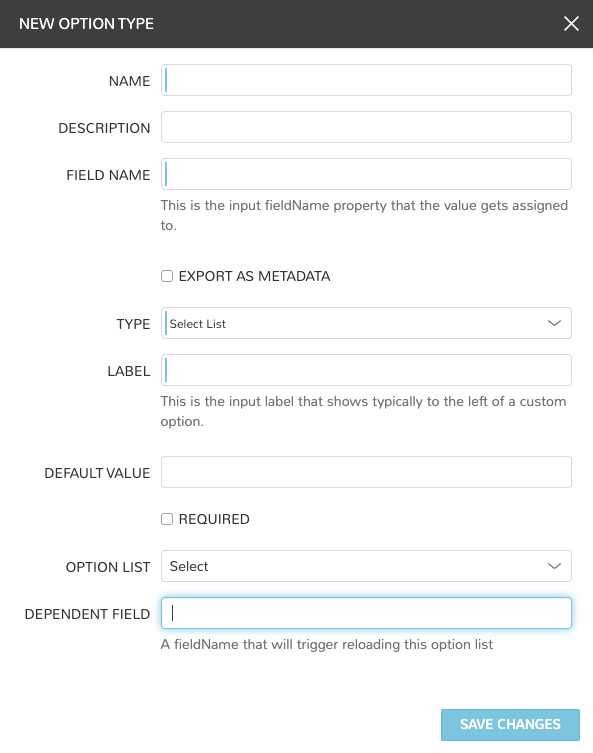 NEW OPTION TYPE
NAME
DESCRIPTION
FIELD NAME
This is the input fieldName property that the value gets assigned
to.
EXPORT AS METADATA
TYPE Select List
LABEL
This is the input label that shows typically to the left of a custom
option.
DEFAULT VALUE
REQUIRED
OPTION LIST Select
DEPENDENT FIELD
A fieldName that will trigger reloading this option list
SAVE CHANGES